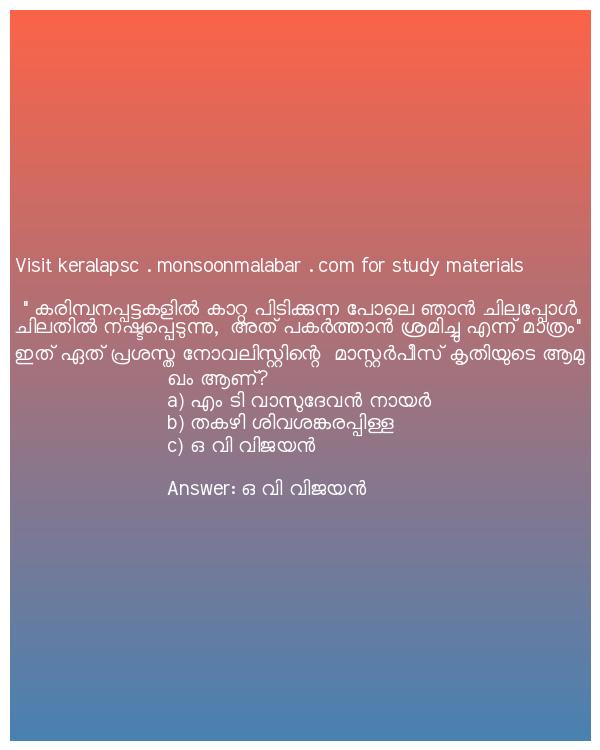 Visit keralapsc . monsoonmalabar . com for study materials
" കരിമ്പനപ്പട്ടകളിൽ കാറ്റ പിടിക്കുന്ന പോലെ ഞാൻ ചിലപ്പോൾ
ചിലതിൽ നഷ്ടപ്പെടുന്നു, അത് പകർത്താൻ ശ്രമിച്ചു എന്ന് മാത്രം"
ഇത് ഏത് പ്രശസ്ത നോവലിസ്റ്റിന്റെ മാസ്റ്റർപീസ് കൃതിയുടെ ആമു
ഖം ആണ്?
a) എം ടി വാസുദേവൻ നായർ
b) തകഴി ശിവശങ്കരപ്പിള്ള
c) ഒ വി വിജയൻ
Answer: ഒ വി വിജയൻ